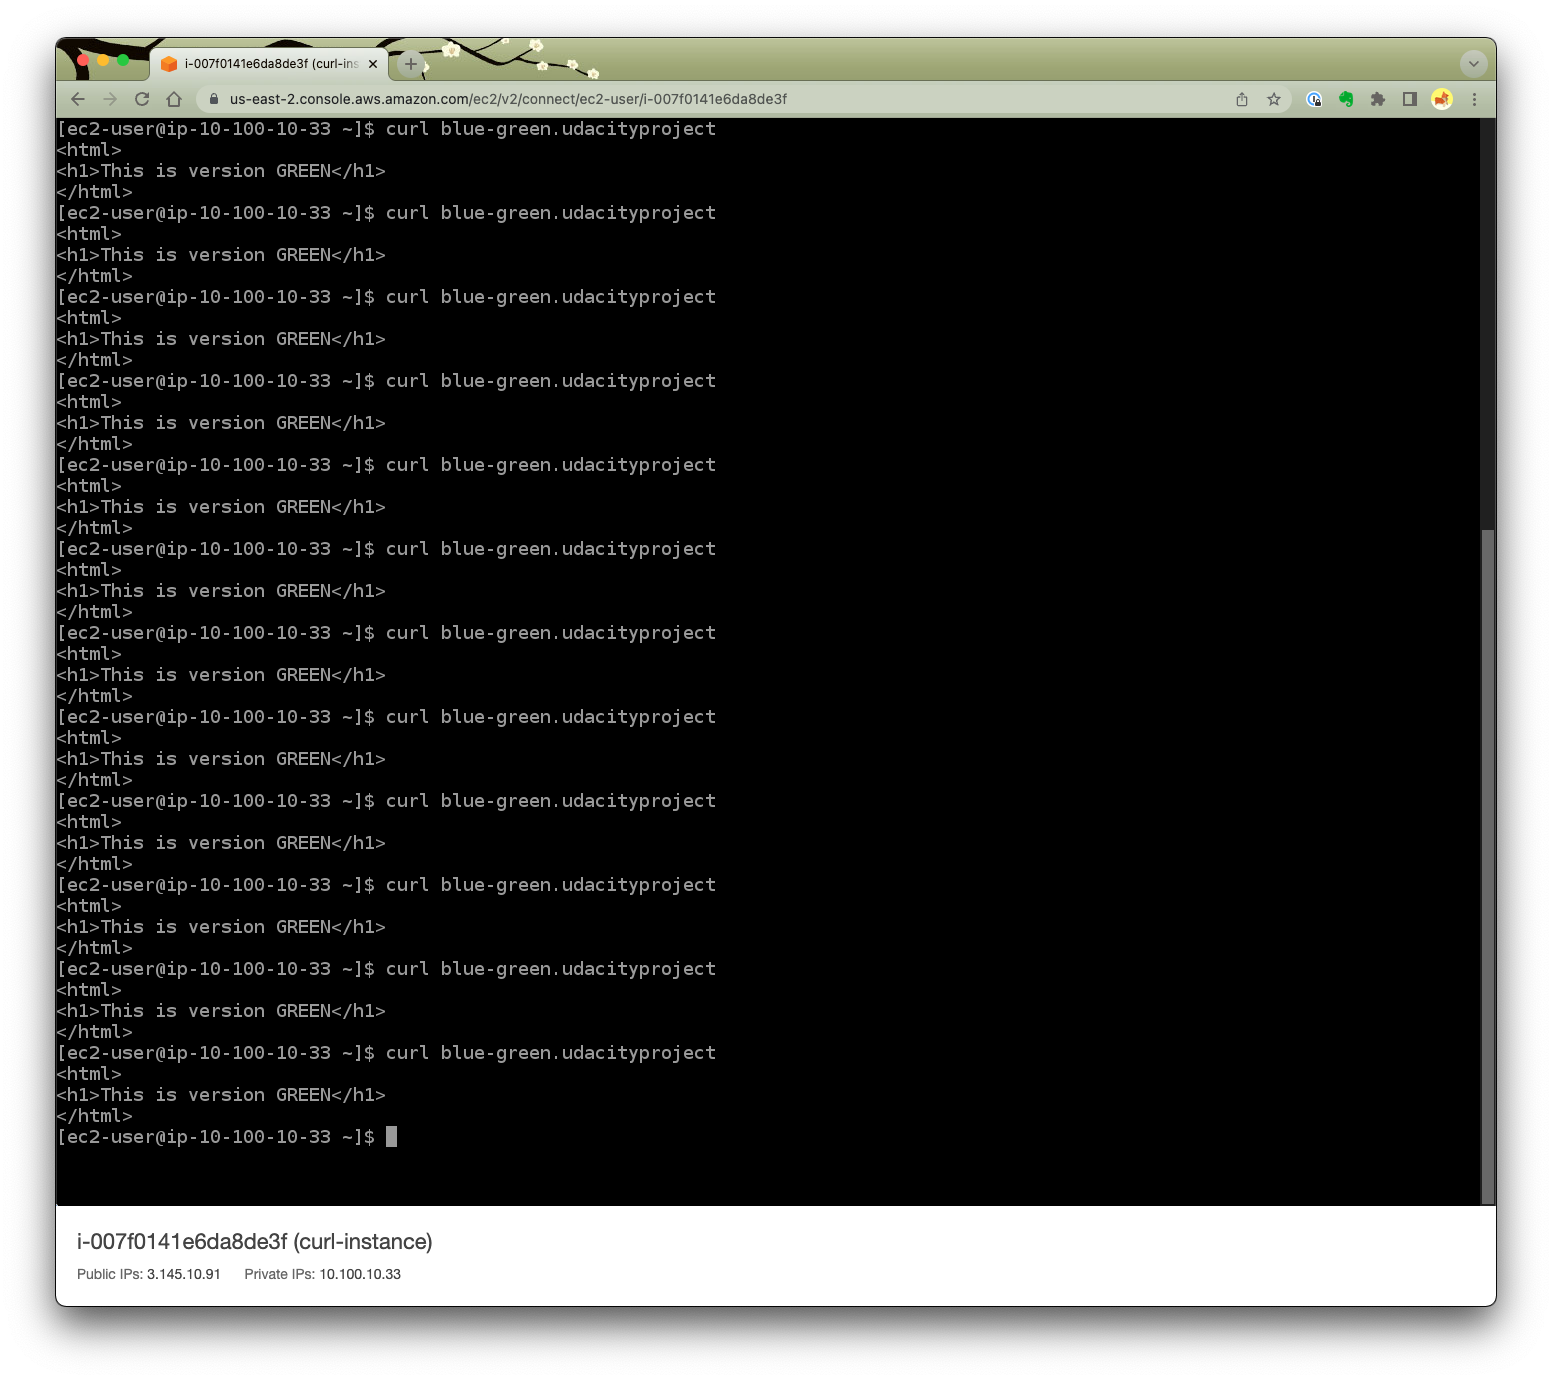 i-007f0141e6da8de3f (curl-ins
us-east-2.console.aws.amazon.com/ec2/v2/connect/ec2-user/i-007f0141e6da8de3f
[ec2-user@ip-10-100-10-33 ~]$ curl blue-green.udacityproject
<html>
<h1>This is version GREEN</h1>
</html>
[ec2-user@ip-10-100-10-33 ~]$ curl blue-green.udacityproject
<html>
<h1>This is version GREEN</h1>
</html>
[ec2-user@ip-10-100-10-33 ~]$ curl blue-green.udacityproject
<html>
<h1>This is version GREEN</h1>
</html>
[ec2-user@ip-10-100-10-33 ~]$ curl blue-green.udacityproject
<html>
<h1>This is version GREEN</h1>
</html>
[ec2-user@ip-10-100-10-33 ~]$ curl blue-green.udacityproject
<html>
<h1>This is version GREEN</h1>
</html>
[ec2-user@ip-10-100-10-33 ~]$ curl blue-green.udacityproject
<html>
<h1>This is version GREEN</h1>
</html>
[ec2-user@ip-10-100-10-33 ~]$ curl blue-green.udacityproject
<html>
<h1>This is version GREEN</h1>
</html>
[ec2-user@ip-10-100-10-33 ~]$ curl blue-green.udacityproject
<html>
<h1>This is version GREEN</h1>
</html>
[ec2-user@ip-10-100-10-33 ~]$ curl blue-green.udacityproject
<html>
<h1>This is version GREEN</h1>
</html>
[ec2-user@ip-10-100-10-33 ~]$ curl blue-green.udacityproject
<html>
<h1>This is version GREEN</h1>
</html>
[ec2-user@ip-10-100-10-33 ~]$ curl blue-green.udacityproject
<html>
<h1>This is version GREEN</h1>
</html>
[ec2-user@ip-10-100-10-33 ~]$ curl blue-green.udacityproject
<html>
<h1>This is version GREEN</h1>
</html>
[ec2-user@ip-10-100-10-33 ~]$
i-007f0141e6da8de3f (curl-instance)
Public IPs: 3.145.10.91 Private IPs: 10.100.10.33